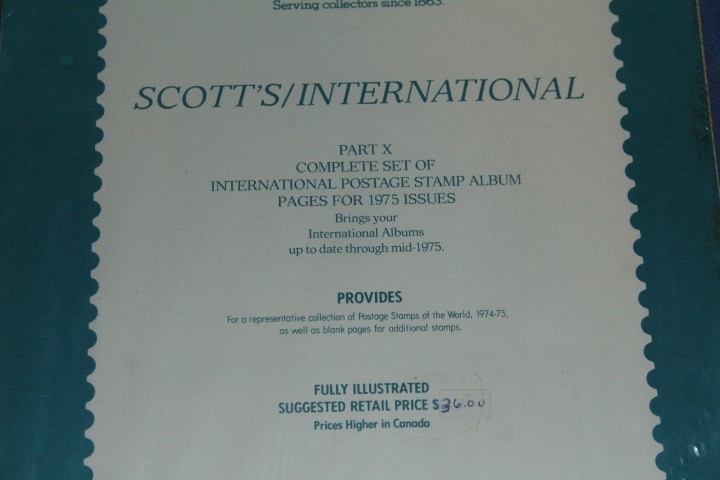 Serving collectors since 1863.
SCOTT'S/INTERNATIONAL
PART X
COMPLETE SET OF
INTERNATIONAL POSTAGE STAMP ALBUM
PAGES FOR 1975 ISSUES
Brings your
International Albums
up to date through mid-1975.
PROVIDES
For a representative collection of Postage Stamps of the World, 1974-75,
as well as blank pages for additional stamps.
FULLY ILLUSTRATED
SUGGESTED RETAIL PRICE $36.00
Prices Higher in Canada